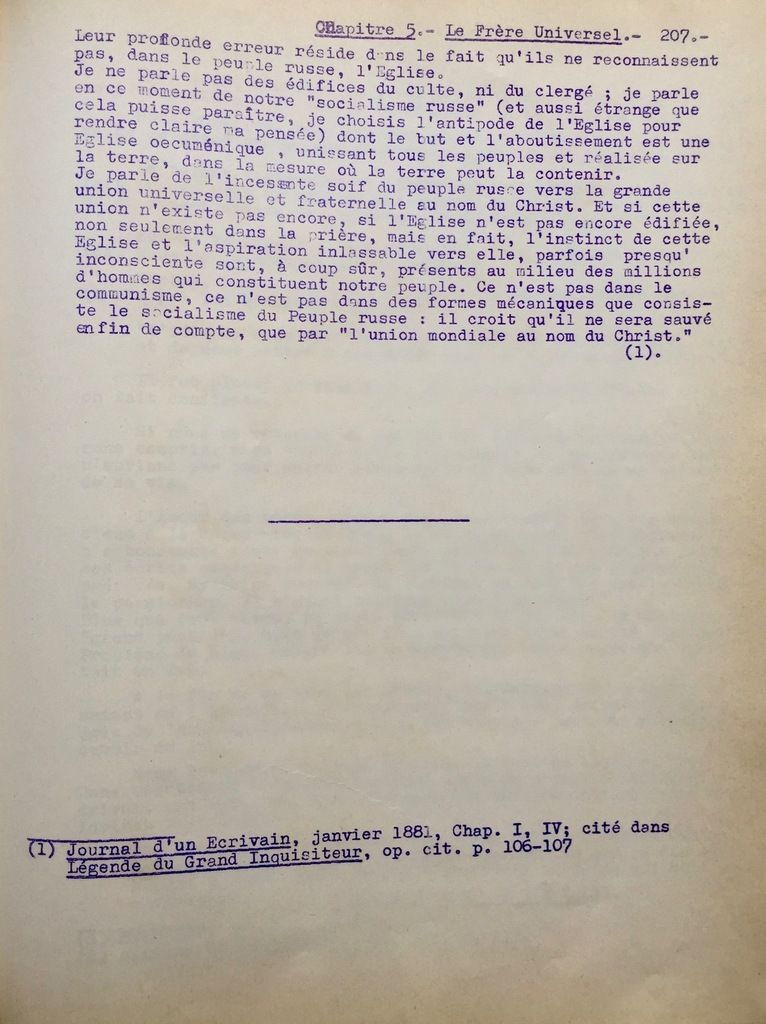 Chapitre 5.- Le Frère Universel.- 207.-
Leur profonde erreur réside dans le fait qu'ils ne reconnaissent
pas, dans le peuple russe, l'Eglise.
Je ne parle pas des édifices du culte, ni du clergé ; je parle
en ce moment de notre "socialisme russe" (et aussi étrange que
cela puisse paraître, je choisis l'antipode de l'Eglise pour
rendre claire ma pensée) dont le but et l'aboutissement est une
Eglise oecuménique , unissant tous les peuples et réalisée sur
la terre, dans la mesure où la terre peut la contenir.
Je parle de l'incessante soif du peuple russe vers la grande
union universelle et fraternelle au nom du Christ. Et si cette
union n'existe pas encore, si l'Eglise n'est pas encore édifiée,
non seulement dans la prière, mais en fait, l'instinct de cette
Eglise et l'aspiration inlassable vers elle, parfois presqu'
inconsciente sont, à coup sûr, présents au milieu des millions
d'hommes qui constituent notre peuple. Ce n'est pas dans le
communisme, ce n'est pas dans des formes mécaniques que consis-
te le socialisme du Peuple russe : il croit qu'il ne sera sauvé
enfin de compte, que par "l'union mondiale au nom du Christ."
(1).
(1) Journal d'un Ecrivain, janvier 1881, Chap. I, IV; cité dans
Légende du Grand Inquisiteur, op. cit. p. 106-107